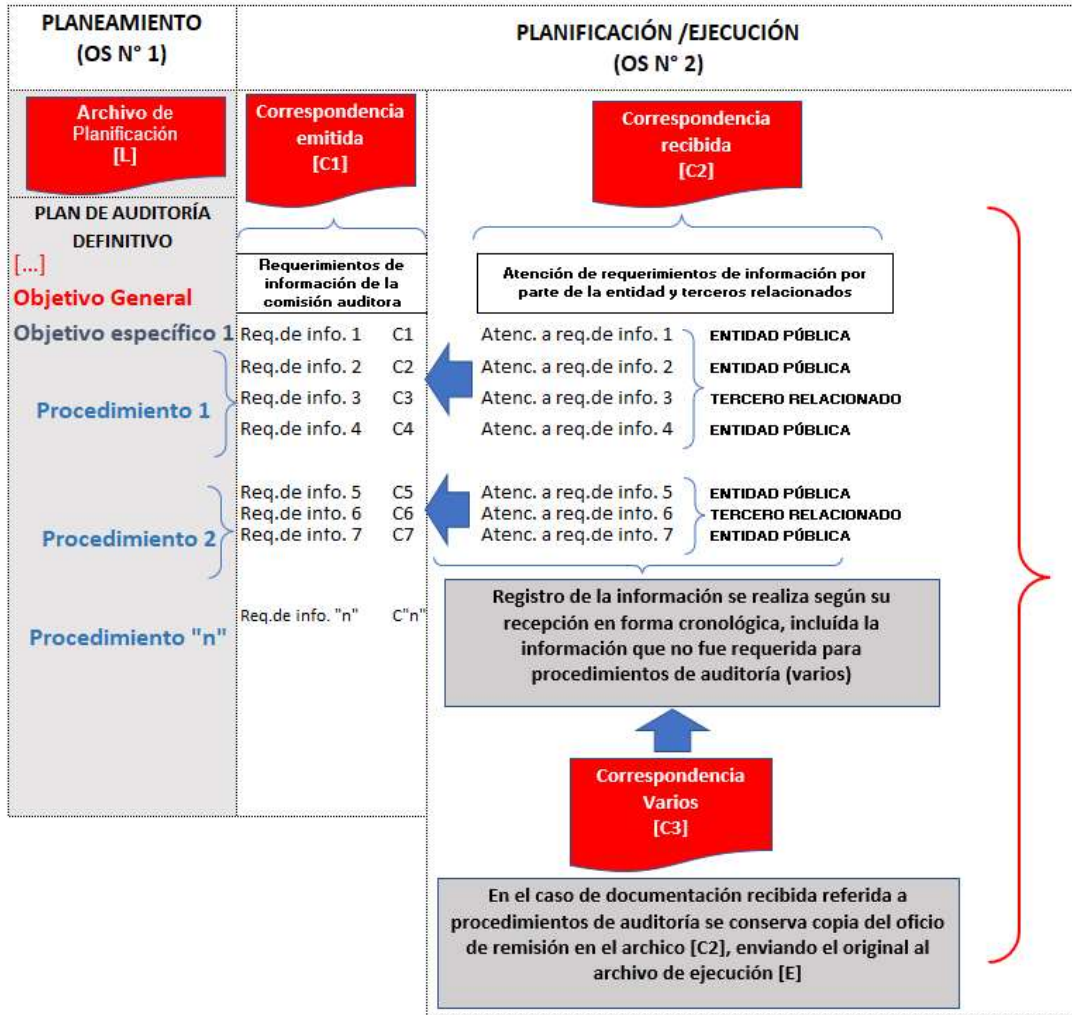 PLANEAMIENTO
(OS N° 1)
PLANIFICACIÓN /EJECUCIÓN
(OS N° 2)
Archivo de
Planificación
[L]
Correspondencia
emitida
[C1]
Correspondencia
recibida
[C2]
PLAN DE AUDITORÍA
DEFINITIVO
[...]
Objetivo General
Objetivo específico 1
Procedimiento 1
Procedimiento 2
Procedimiento "n"
Requerimientos de
información de la
comisión auditora
Req.de info. 1 C1
Req.de info. 2 C2
Req.de info. 3 C3
Req.de info. 4 C4
Req.de info. 5 C5
Req.de info. 6 C6
Req.de info. 7 C7
Req.de info. "n" C"n"
Atención de requerimientos de información por
parte de la entidad y terceros relacionados
Atenc. a req.de info. 1 ENTIDAD PÚBLICA
Atenc. a req.de info. 2 ENTIDAD PÚBLICA
Atenc. a req.de info. 3 TERCERO RELACIONADO
Atenc. a req.de info. 4 ENTIDAD PÚBLICA
Atenc. a req.de info. 5 ENTIDAD PÚBLICA
Atenc. a req.de info. 6 TERCERO RELACIONADO
Atenc. a req.de info. 7 ENTIDAD PÚBLICA
Registro de la información se realiza según su
recepción en forma cronológica, incluída la
información que no fue requerida para
procedimientos de auditoría (varios)
Correspondencia
Varios
[C3]
En el caso de documentación recibida referida a
procedimientos de auditoría se conserva copia del oficio
de remisión en el archico [C2], enviando el original al
archivo de ejecución [E]